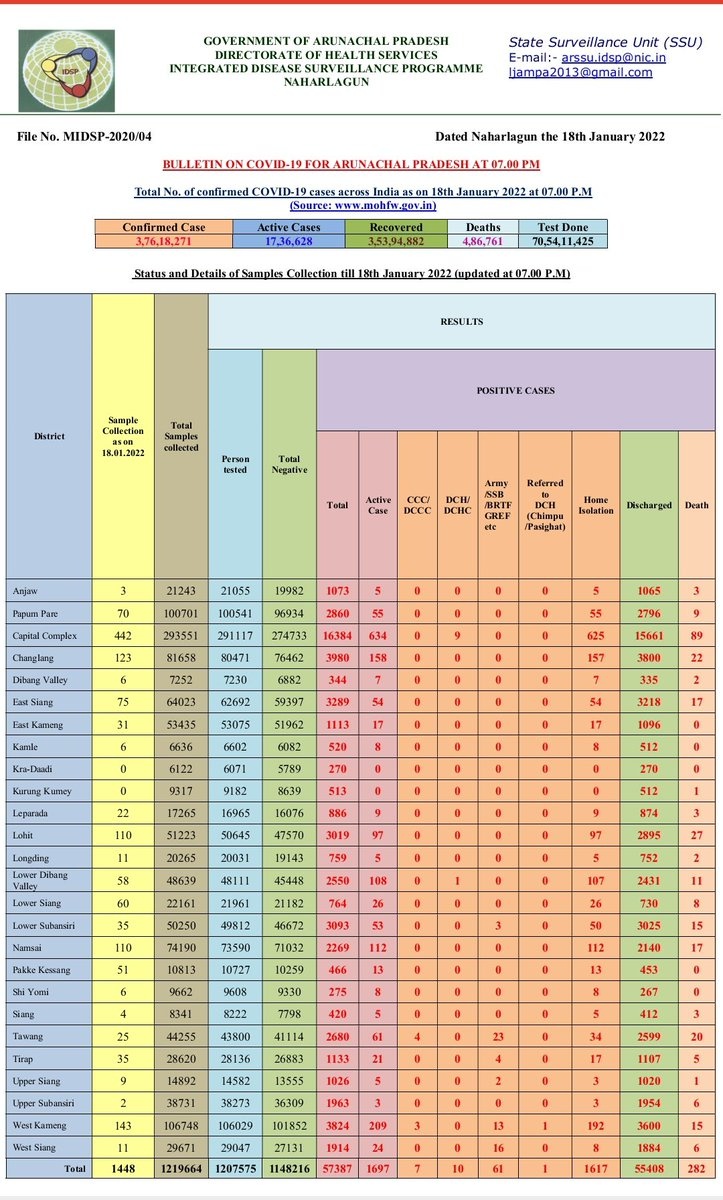 IDSP
GOVERNMENT OF ARUNACHAL PRADESH
DIRECTORATE OF HEALTH SERVICES
INTEGRATED DISEASE SURVEILLANCE PROGRAMME
NAHARLAGUN
State Surveillance Unit (SSU)
E-mail:- arssu.idsp@nic.in
ljampa2013@gmail.com
File No. MIDSP-2020/04 Dated Naharlagun the 18th January 2022
BULLETIN ON COVID-19 FOR ARUNACHAL PRADESH AT 07.00 PM
Total No. of confirmed COVID-19 cases across India as on 18th January 2022 at 07.00 P.M
(Source: www.mohfw.gov.in)
Confirmed Case Active Cases Recovered Deaths Test Done
3,76,18,271 17,36,628 3,53,94,882 4,86,761 70,54,11,425
Status and Details of Samples Collection till 18th January 2022 (updated at 07.00 P.M)
District
Sample
Collection
as on
18.01.2022
Total
Samples
collected
RESULTS
Person
tested
Total
Negative
POSITIVE CASES
Total
Active
Case
CCC/
DCCC
DCH/
DCHC
Army
/SSB
/BRTF
GREF
etc
Referred
to
DCH
(Chimpu
/Pasighat)
Home
Isolation
Discharged
Death
Anjaw 3 21243 21055 19982 1073 5 0 0 0 0 5 1065 3
Papum Pare 70 100701 100541 96934 2860 55 0 0 0 0 55 2796 9
Capital Complex 442 293551 291117 274733 16384 634 0 9 0 0 625 15661 89
Changlang 123 81658 80471 76462 3980 158 0 0 0 0 157 3800 22
Dibang Valley 6 7252 7230 6882 344 7 0 0 0 0 7 335 2
East Siang 75 64023 62692 59397 3289 54 0 0 0 0 54 3218 17
East Kameng 31 53435 53075 51962 1113 17 0 0 0 0 17 1096 0
Kamle 6 6636 6602 6082 520 8 0 0 0 0 8 512 0
Kra-Daadi 0 6122 6071 5789 270 0 0 0 0 0 0 270 0
Kurung Kumey 0 9317 9182 8639 513 0 0 0 0 0 0 512 1
Leparada 22 17265 16965 16076 886 9 0 0 0 0 9 874 3
Lohit 110 51223 50645 47570 3019 97 0 0 0 0 97 2895 27
Longding 11 20265 20031 19143 759 5 0 0 0 0 5 752 2
Lower Dibang
Valley 58 48639 48111 45448 2550 108 0 1 0 0 107 2431 11
Lower Siang 60 22161 21961 21182 764 26 0 0 0 0 26 730 8
Lower Subansiri 35 50250 49812 46672 3093 53 0 0 3 0 50 3025 15
Namsai 110 74190 73590 71032 2269 112 0 0 0 0 112 2140 17
Pakke Kessang 51 10813 10727 10259 466 13 0 0 0 0 13 453 0
Shi Yomi 6 9662 9608 9330 275 8 0 0 0 0 8 267 0
Siang 4 8341 8222 7798 420 5 0 0 0 0 5 412 3
Tawang 25 44255 43800 41114 2680 61 4 0 23 0 34 2599 20
Tirap 35 28620 28136 26883 1133 21 0 0 4 0 17 1107 5
Upper Siang 9 14892 14582 13555 1026 5 0 0 2 0 3 1020 1
Upper Subansiri 2 38731 38273 36309 1963 3 0 0 0 0 3 1954 6
West Kameng 143 106748 106029 101852 3824 209 3 0 13 1 192 3600 15
West Siang 11 29671 29047 27131 1914 24 0 0 16 0 8 1884 6
Total 1448 1219664 1207575 1148216 57387 1697 7 10 61 1 1617 55408 282